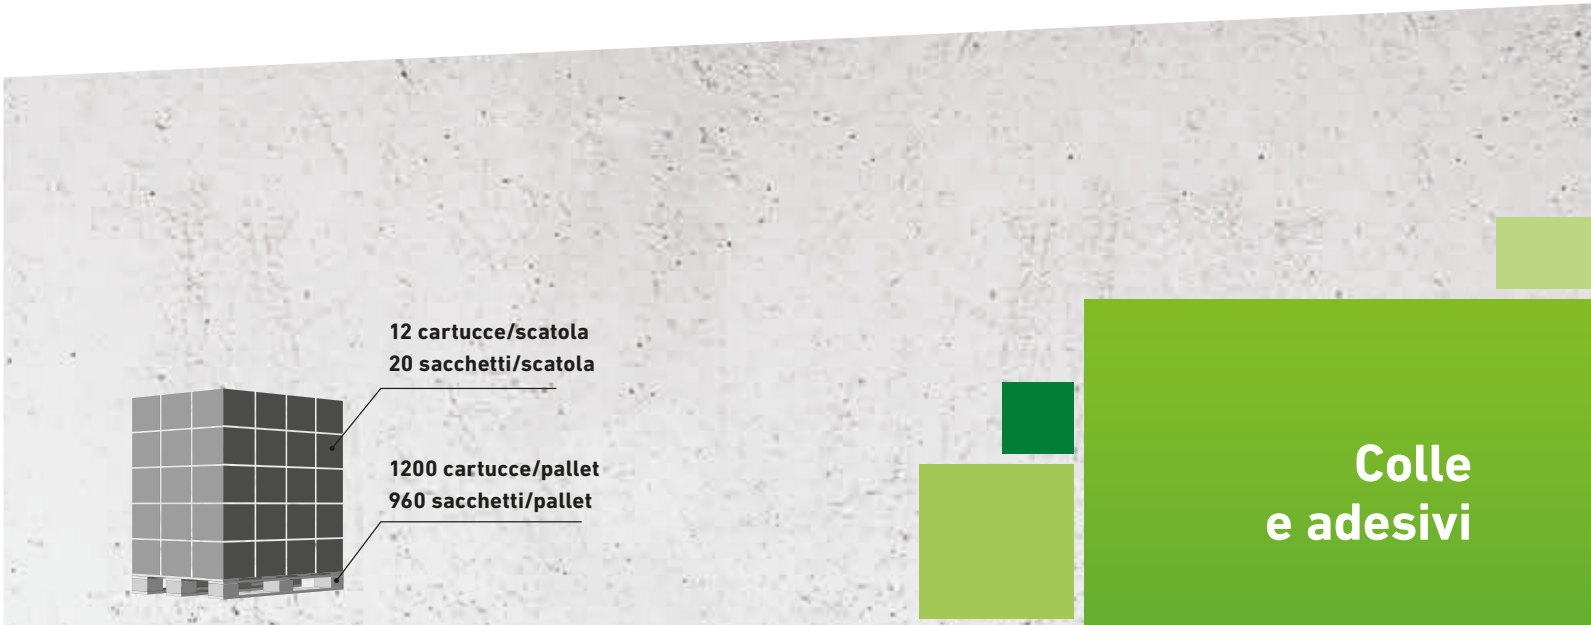 12 cartucce/scatola
20 sacchetti/scatola
1200 cartucce/pallet
960 sacchetti/pallet
Colle
e adesivi